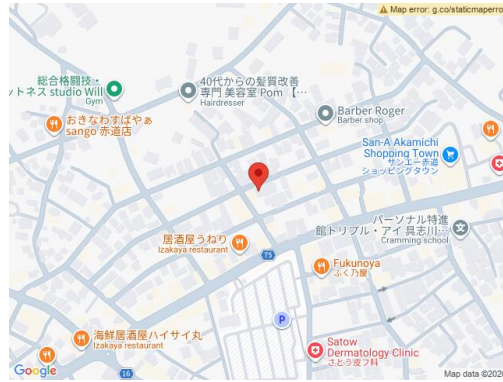 Map error: g.co/staticmaperro
総合格闘技・
ットネス studio Will
Gym
40代からの髪質改善
専門 美容室 Pom 【…
Hairdresser
おきなわすばやぁ
sango 赤道店
Barber Roger
Barber shop
San-A Akamichi
Shopping Town
サンエー赤道
ショッピングタウン
パーソナル特進
館トリプル・アイ 具志川…
Cramming school
居酒屋うねり
Izakaya restaurant
75
Fukunoya
ふく乃屋
P
海鮮居酒屋ハイサイ丸
Izakaya restaurant
Satow
Dermatology Clinic
さとう皮フ科
16
Google
Map data ©202